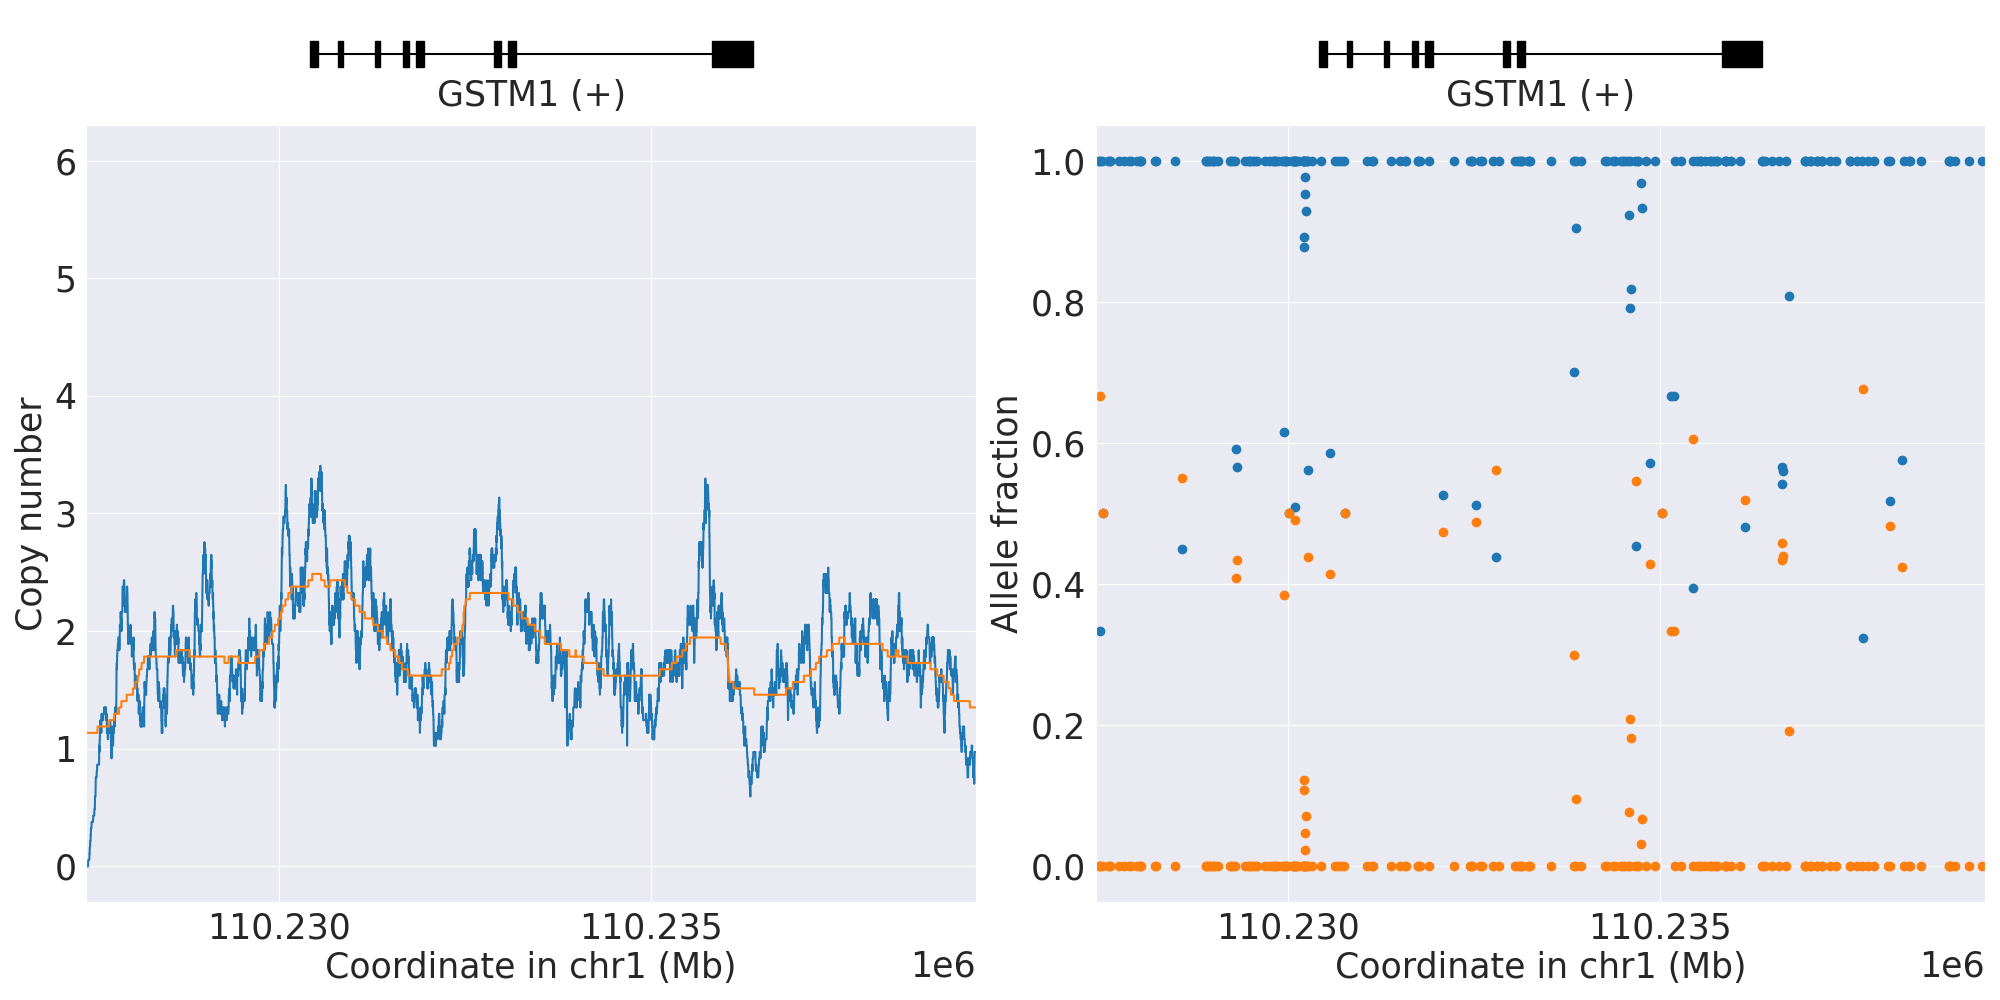 GSTM1 (+)
6
5
4
3
2
1
0
Copy number
110.230
110.235
Coordinate in chr1 (Mb)
1e6
GSTM1 (+)
1.0
0.8
0.6
0.4
0.2
0.0
Allele fraction
110.230
110.235
Coordinate in chr1 (Mb)
1e6